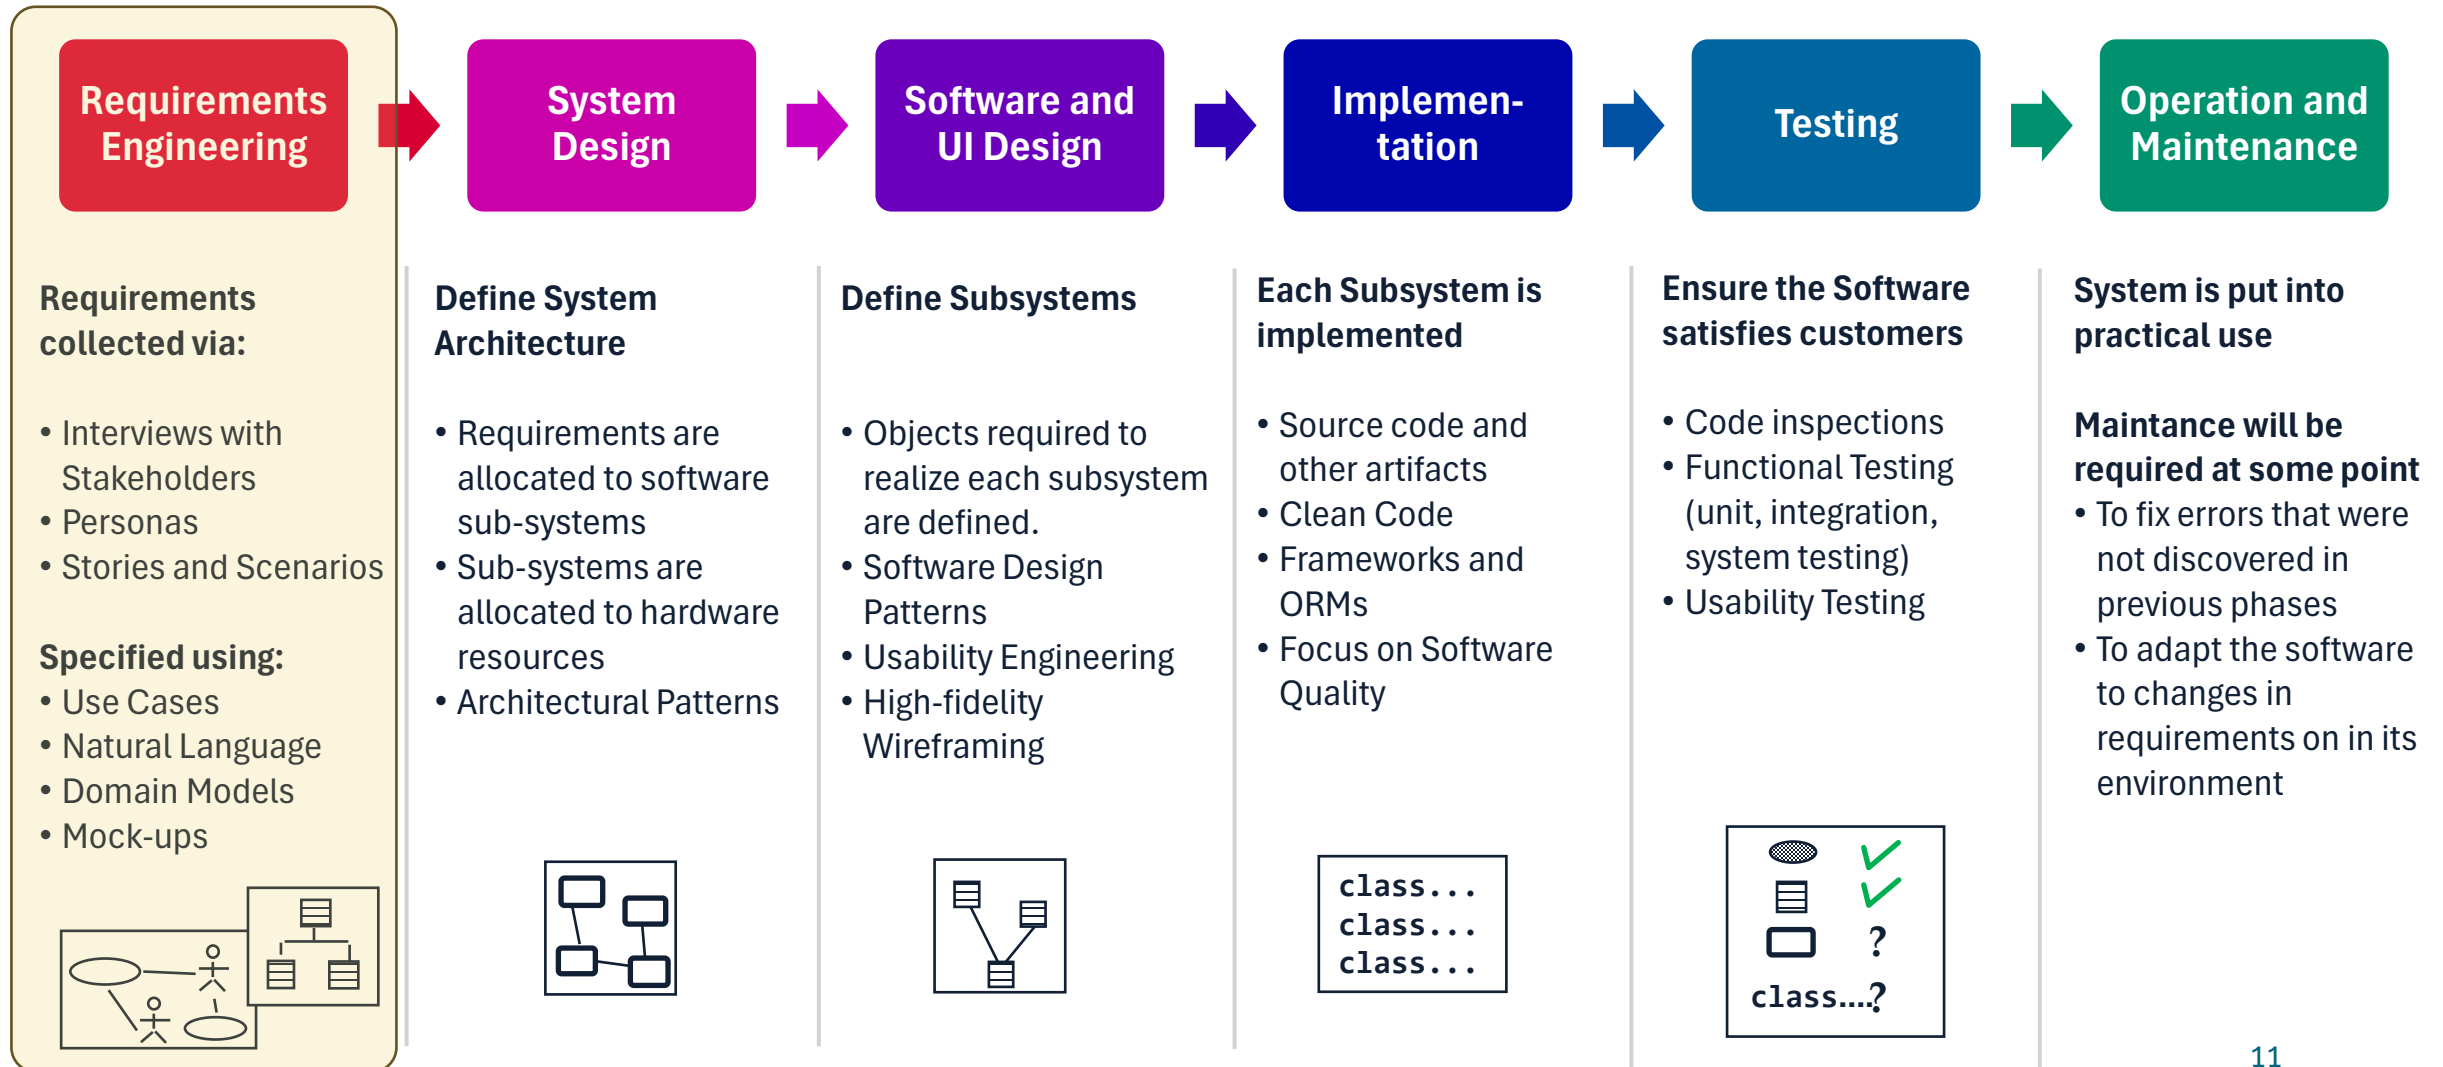 Requirements
Engineering
System
Design
Software and
UI Design
Implemen-
tation
Testing
Operation and
Maintenance
Requirements
collected via:
• Interviews with
Stakeholders
• Personas
• Stories and Scenarios
Specified using:
• Use Cases
• Natural Language
• Domain Models
• Mock-ups
Define System
Architecture
• Requirements are
allocated to software
sub-systems
• Sub-systems are
allocated to hardware
resources
• Architectural Patterns
Define Subsystems
• Objects required to
realize each subsystem
are defined.
• Software Design
Patterns
• Usability Engineering
• High-fidelity
Wireframing
Each Subsystem is
implemented
• Source code and
other artifacts
• Clean Code
• Frameworks and
ORMs
• Focus on Software
Quality
class...
class...
class...
Ensure the Software
satisfies customers
• Code inspections
• Functional Testing
(unit, integration,
system testing)
• Usability Testing
?
class....?
System is put into
practical use
Maintance will be
required at some point
• To fix errors that were
not discovered in
previous phases
• To adapt the software
to changes in
requirements on in its
environment
11